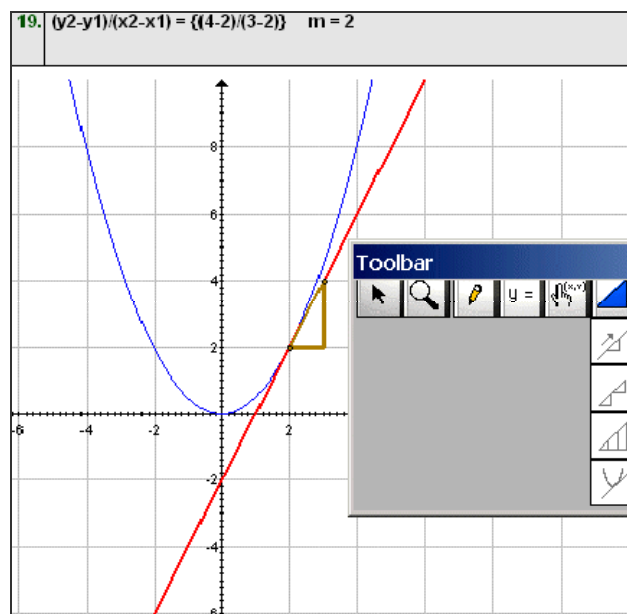 19. (y2-y1)/(x2-x1) = {(4-2)/(3-2)} m = 2
8
6
4
Toolbar
y =
(x,y)
2
-6
-4
-2
2
-2
-4
-6